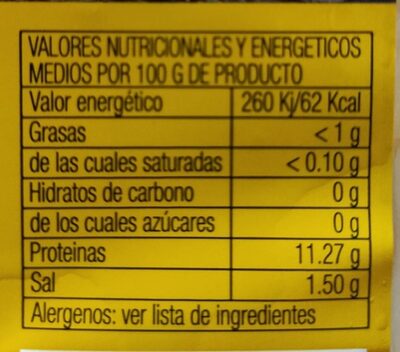 VALORES NUTRICIONALES Y ENERGETICOS
MEDIOS POR 100 G DE PRODUCTO
Valor energético 260 Kj/62 Kcal
Grasas <1 g
de las cuales saturadas <0.10 g
Hidratos de carbono 0 g
de los cuales azúcares 0 g
Proteinas 11.27 g
Sal 1.50 g
Alergenos: ver lista de ingredientes